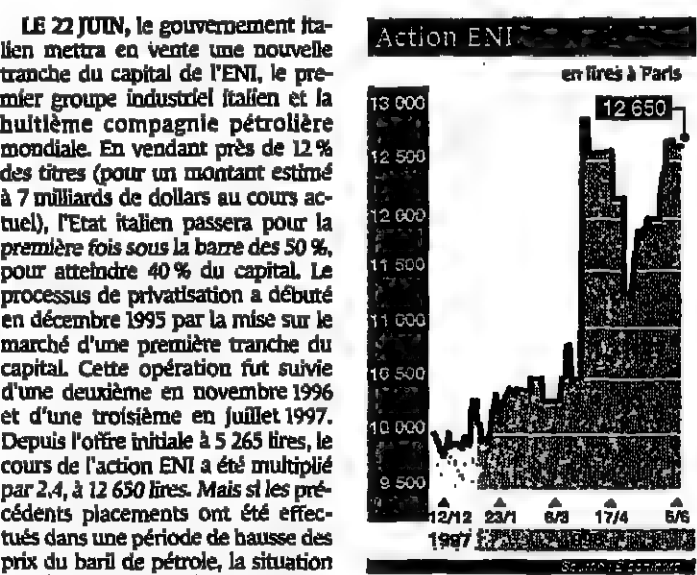 LE 22 JUIN, le gouvernement ita-
lien mettra en vente une nouvelle
tranche du capital de l'ENI, le pre-
mier groupe industriel italien et la
huitième compagnie pétrolière
mondiale. En vendant près de 12 %
des titres (pour un montant estimé
à 7 milliards de dollars au cours ac-
tuel), l'Etat italien passera pour la
première fois sous la barre des 50 %,
pour atteindre 40 % du capital. Le
processus de privatisation a débuté
en décembre 1995 par la mise sur le
marché d'une première tranche du
capital. Cette opération fut suivie
d'une deuxième en novembre 1996
et d'une troisième en juillet 1997.
Depuis l'offre initiale à 5 265 lires, le
cours de l'action ENI a été multiplié
par 2,4, à 12 650 lires. Mais si les pré-
cédents placements ont été effec-
tués dans une période de hausse des
prix du baril de pétrole, la situation
Action ENI
en lires à Paris
13 000
12 650
12 500
12 000
11 500
11 000
10 500
10 000
9 500
12/12 23/1 6/3 17/4 5/6
1997